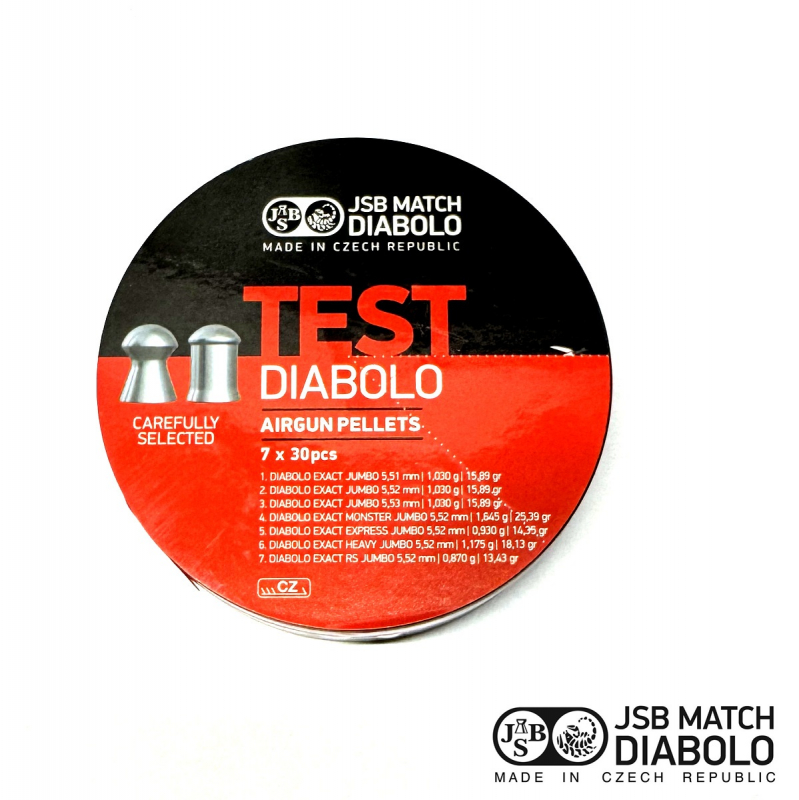 JSB MATCH
DIABOLO
MADE IN CZECH REPUBLIC
TEST
DIABOLO
CAREFULLY
SELECTED
AIRGUN PELLETS
7 x 30pcs
1. DIABOLO EXACT JUMBO 5,51 mm | 1,030 g | 15,89 gr
2. DIABOLO EXACT JUMBO 5,52 mm | 1,030 g | 15,89 gr
3. DIABOLO EXACT JUMBO 5,53 mm | 1,030 g | 15,89 gr
4. DIABOLO EXACT MONSTER JUMBO 5,52 mm | 1,645 g | 25,39 gr
5. DIABOLO EXACT EXPRESS JUMBO 5,52 mm | 0,930 g | 14,35 gr
6. DIABOLO EXACT HEAVY JUMBO 5,52 mm | 1,175 g | 18,13 gr
7. DIABOLO EXACT RS JUMBO 5,52 mm | 0,870 g | 13,43 gr
CZ
JSB JSB MATCH
DIABOLO
MADE IN CZECH REPUBLIC